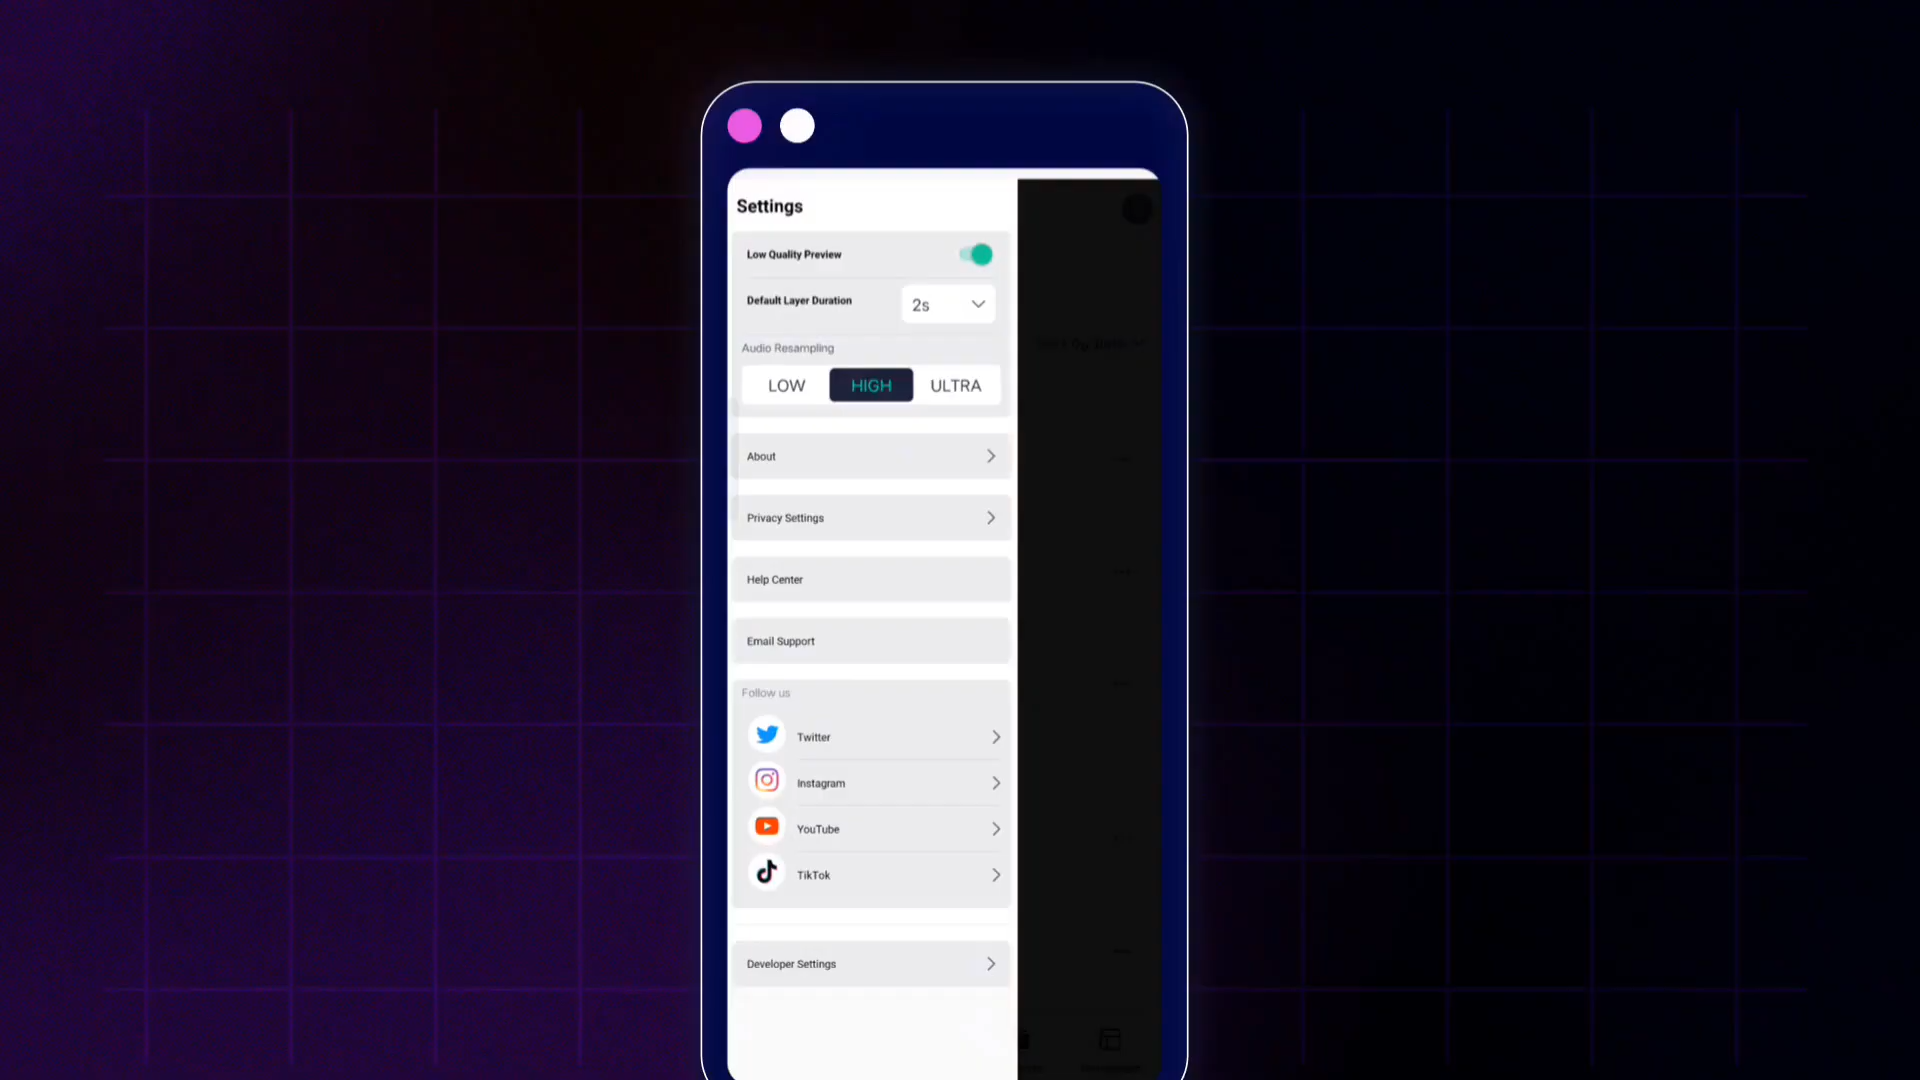 Settings
Low Quality Preview
Default Layer Duration
2s
Audio Resampling
LOW HIGH ULTRA
About
Privacy Settings
Help Center
Email Support
Follow us
Twitter
Instagram
YouTube
TikTok
Developer Settings